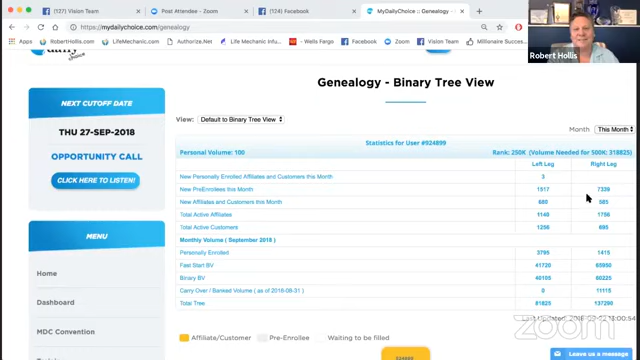 (127) Vision Team
Post Attendee - Zoom
(124) Facebook
MyDailyChoice :: Genealogy - B
https://mydailychoice.com/genealogy
Apps
RobertHollis.com
LifeMechanic.com
Life Mechanic Infu
Wells Fargo
Facebook
Authorize.Net
MyDailyChoice
Vision Team
Millionaire Success
Robert Hollis
daily
choice
Genealogy - Binary Tree View
NEXT CUTOFF DATE
THU 27-SEP-2018
OPPORTUNITY CALL
CLICK HERE TO LISTEN!
MENU
Home
Dashboard
MDC Convention
View: Default to Binary Tree View
Month
This Month
Statistics for User #924899
Personal Volume: 100 Rank: 250K (Volume Needed for 500K: 318825)
Left Leg Right Leg
New Personally Enrolled Affiliates and Customers this Month 3
New PreEnrollees this Month 1517 7339
New Affiliates and Customers this Month 680 585
Total Active Affiliates 1140 1756
Total Active Customers 1256 695
Monthly Volume (September 2018)
Personally Enrolled 3795 1415
Fast Start BV 41720 65950
Binary BV 40105 60225
Carry Over / Banked Volume (as of 2018-08-31) 0 11115
Total Tree 81825 137290
Last Updated:
Affiliate/Customer Pre-Enrollee Waiting to be filled
zoom
Leave us a message